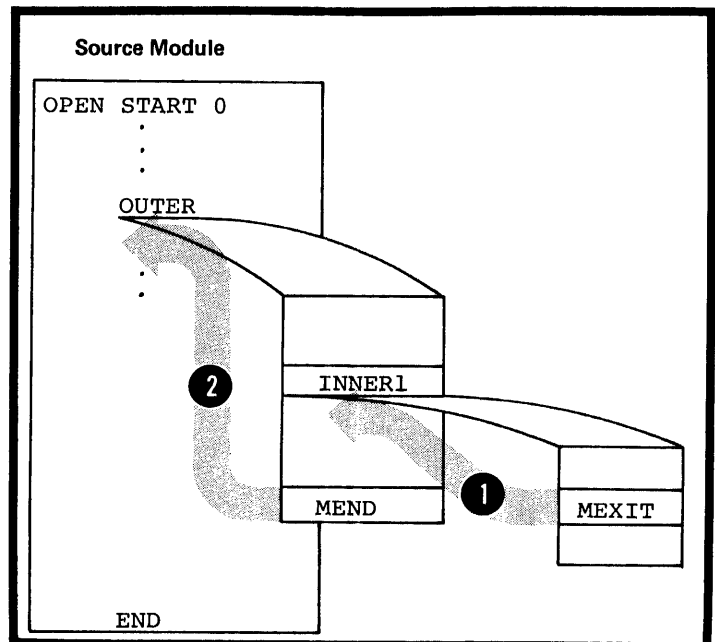 Source Module
OPEN START 0
OUTER
2
INNER1
1
MEND
MEXIT
END